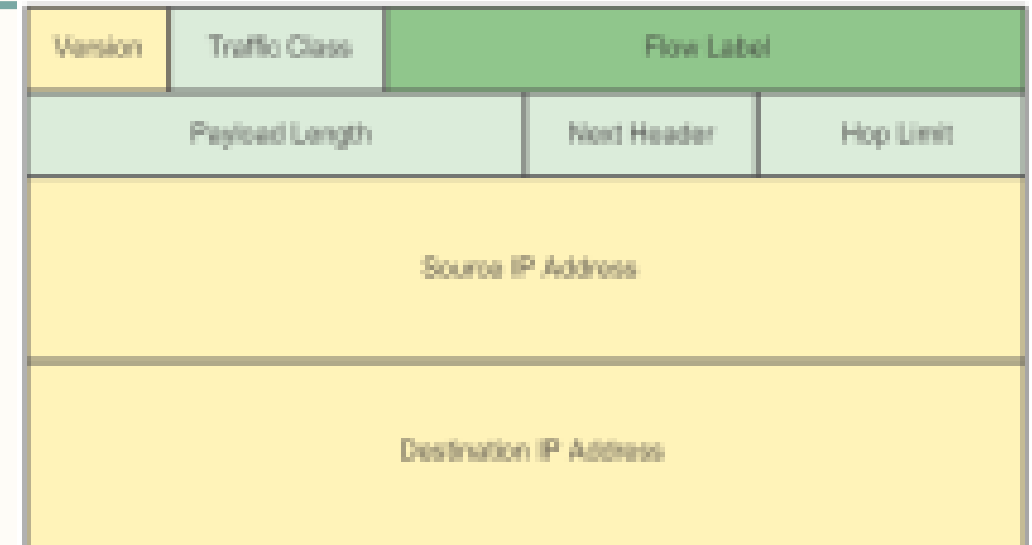 Version
Traffic Class
Flow Label
Payload Length
Next Header
Hop Limit
Source IP Address
Destination IP Address